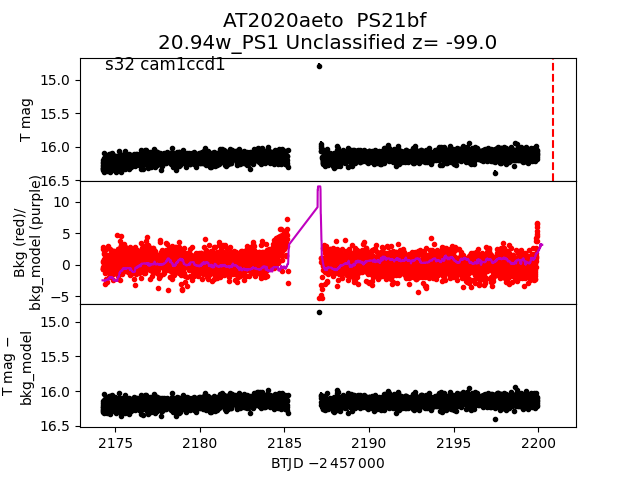 AT2020aeto  PS21bf
20.94w_PS1 Unclassified z= -99.0
s32 cam1ccd1
T mag
15.0
15.5
16.0
16.5
Bkg (red)/
bkg_model (purple)
10
5
0
−5
T mag −
bkg_model
15.0
15.5
16.0
16.5
2175 2180 2185 2190 2195 2200
BTJD −2 457 000